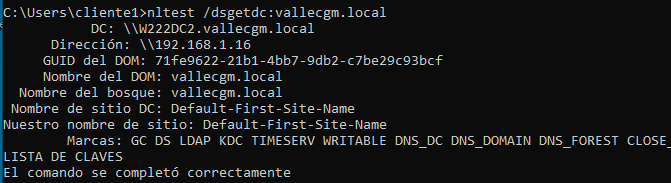 C:\Users\cliente1>nltest /dsgetdc:vallecgm.local
DC: \\W222DC2.vallecgm.local
Dirección: \\192.168.1.16
GUID del DOM: 71fe9622-21b1-4bb7-9db2-c7be29c93bcf
Nombre del DOM: vallecgm.local
Nombre del bosque: vallecgm.local
Nombre de sitio DC: Default-First-Site-Name
Nuestro nombre de sitio: Default-First-Site-Name
Marcas: GC DS LDAP KDC TIMESERV WRITABLE DNS_DC DNS_DOMAIN DNS_FOREST CLOSE_
LISTA DE CLAVES
El comando se completó correctamente